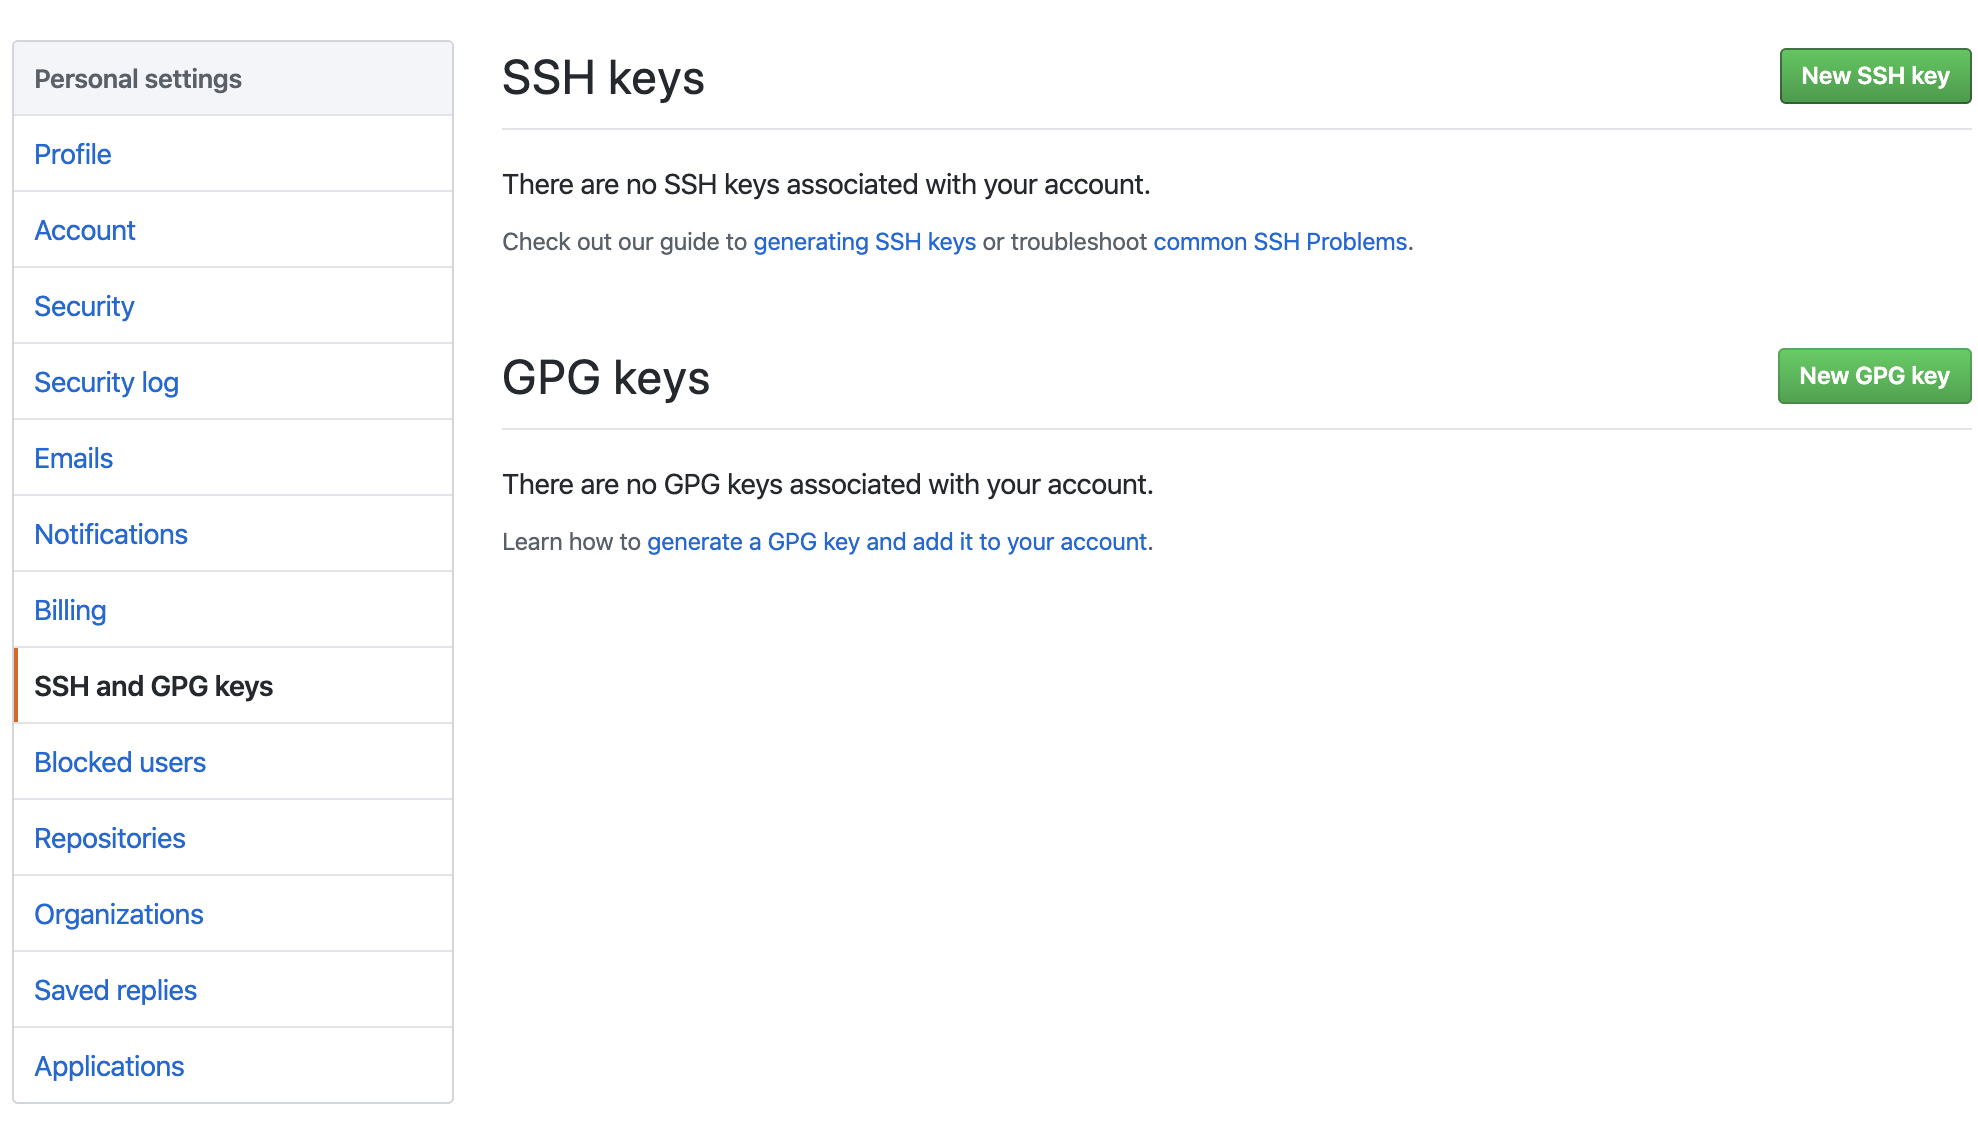 Personal settings
Profile
Account
Security
Security log
Emails
Notifications
Billing
SSH and GPG keys
Blocked users
Repositories
Organizations
Saved replies
Applications
SSH keys
New SSH key
There are no SSH keys associated with your account.
Check out our guide to generating SSH keys or troubleshoot common SSH Problems.
GPG keys
New GPG key
There are no GPG keys associated with your account.
Learn how to generate a GPG key and add it to your account.